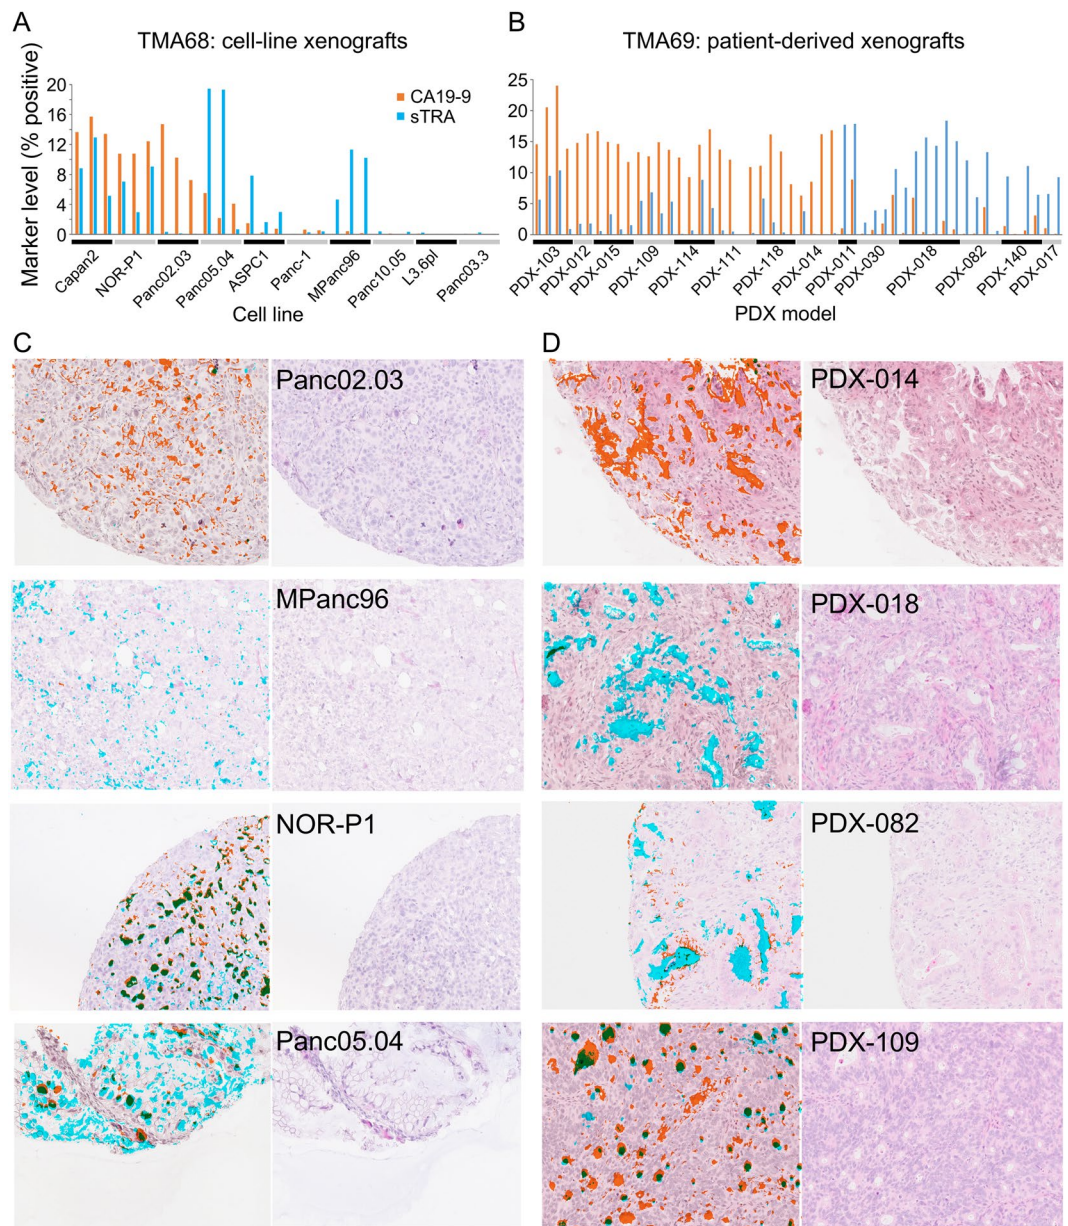 A
B
TMA68: cell-line xenografts
TMA69: patient-derived xenografts
Marker level (% positive)
20
16
12
8
4
0
CA19-9
sTRA
Capan2
NOR-P1
Panc02.03
Panc05.04
ASPC1
Panc-1
MPanc96
Panc10.05
L3.6pl
Panc03.3
Cell line
25
20
15
10
5
0
PDX-103
PDX-012
PDX-015
PDX-109
PDX-114
PDX-111
PDX-118
PDX-014
PDX-011
PDX-030
PDX-018
PDX-082
PDX-140
PDX-017
PDX model
C
D
Panc02.03
PDX-014
MPanc96
PDX-018
NOR-P1
PDX-082
Panc05.04
PDX-109